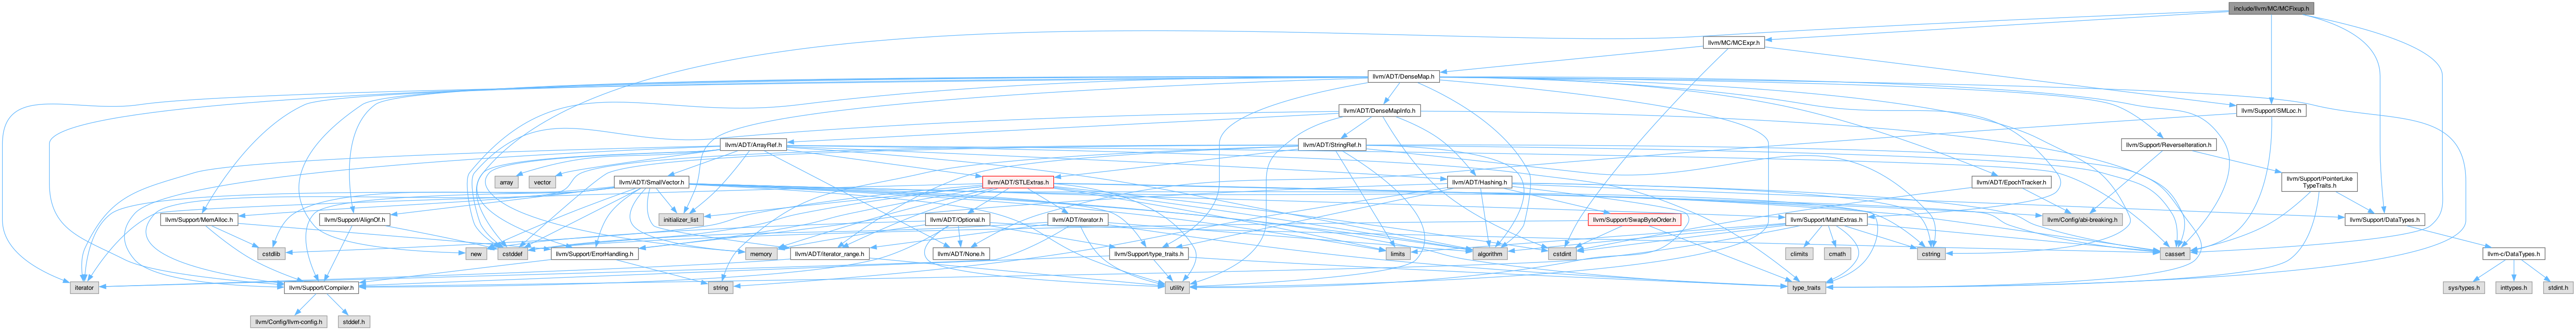 include/llvm/MC/MCFixup.h
llvm/MC/MCExpr.h
llvm/ADT/DenseMap.h
llvm/ADT/DenseMapInfo.h
llvm/Support/SMLoc.h
llvm/ADT/ArrayRef.h
llvm/ADT/StringRef.h
llvm/Support/ReverseIteration.h
array
vector
llvm/ADT/SmallVector.h
llvm/ADT/STLExtras.h
llvm/ADT/Hashing.h
llvm/ADT/EpochTracker.h
llvm/Support/PointerLike
TypeTraits.h
llvm/Support/MemAlloc.h
llvm/Support/AlignOf.h
initializer_list
llvm/ADT/Optional.h
llvm/ADT/iterator.h
llvm/Support/SwapByteOrder.h
llvm/Support/MathExtras.h
llvm/Config/abi-breaking.h
llvm/Support/DataTypes.h
cstdlib
new
cstddef
llvm/Support/ErrorHandling.h
memory
llvm/ADT/iterator_range.h
llvm/ADT/None.h
llvm/Support/type_traits.h
limits
algorithm
cstdint
climits
cmath
cstring
cassert
llvm-c/DataTypes.h
iterator
llvm/Support/Compiler.h
string
utility
type_traits
sys/types.h
inttypes.h
stdint.h
llvm/Config/llvm-config.h
stddef.h